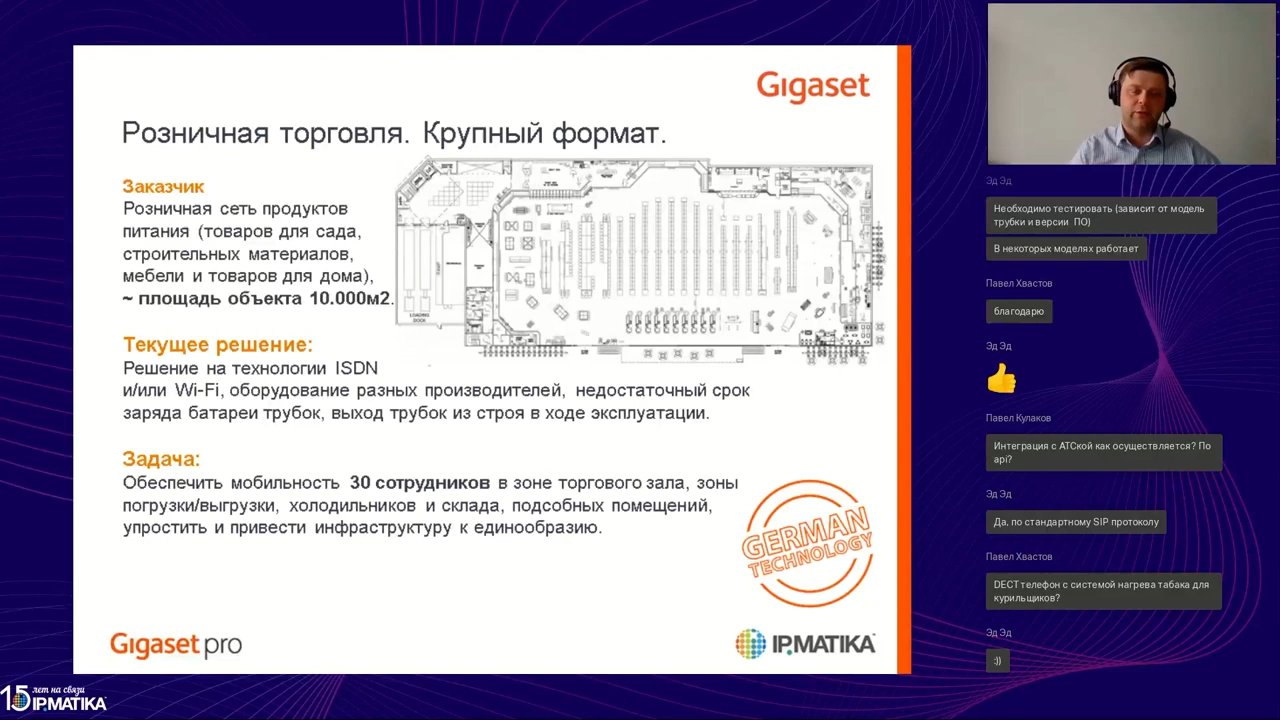 Gigaset
Розничная торговля. Крупный формат.
Заказчик
Розничная сеть продуктов
питания (товаров для сада,
строительных материалов,
мебели и товаров для дома),
~ площадь объекта 10.000м2.
LOADING
DOCK
Текущее решение:
Решение на технологии ISDN
и/или Wi-Fi, оборудование разных производителей, недостаточный срок
заряда батареи трубок, выход трубок из строя в ходе эксплуатации.
Задача:
Обеспечить мобильность 30 сотрудников в зоне торгового зала, зоны
погрузки/выгрузки, холодильников и склада, подсобных помещений,
упростить и привести инфраструктуру к единообразию.
GERMAN
TECHNOLOGY
Gigaset pro
IP.MATIKA
15 лет на связи
IP.MATIKA
Эд Эд
Необходимо тестировать (зависит от модель
трубки и версии ПО)
В некоторых моделях работает
Павел Хвастов
благодарю
Эд Эд
Павел Кулаков
Интеграция с АТСкой как осуществляется? По
api?
Эд Эд
Да, по стандартному SIP протоколу
Павел Хвастов
DECT телефон с системой нагрева табака для
курильщиков?
Эд Эд
:))